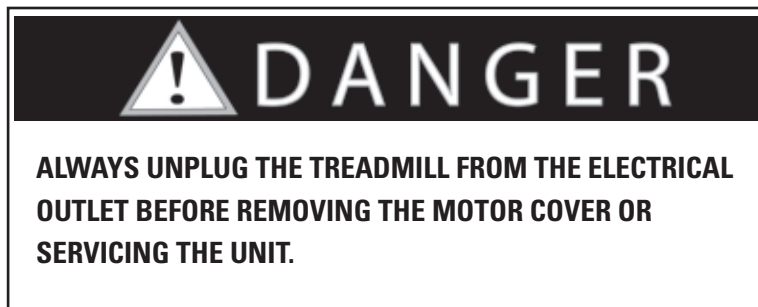 DANGER
ALWAYS UNPLUG THE TREADMILL FROM THE ELECTRICAL
OUTLET BEFORE REMOVING THE MOTOR COVER OR
SERVICING THE UNIT.